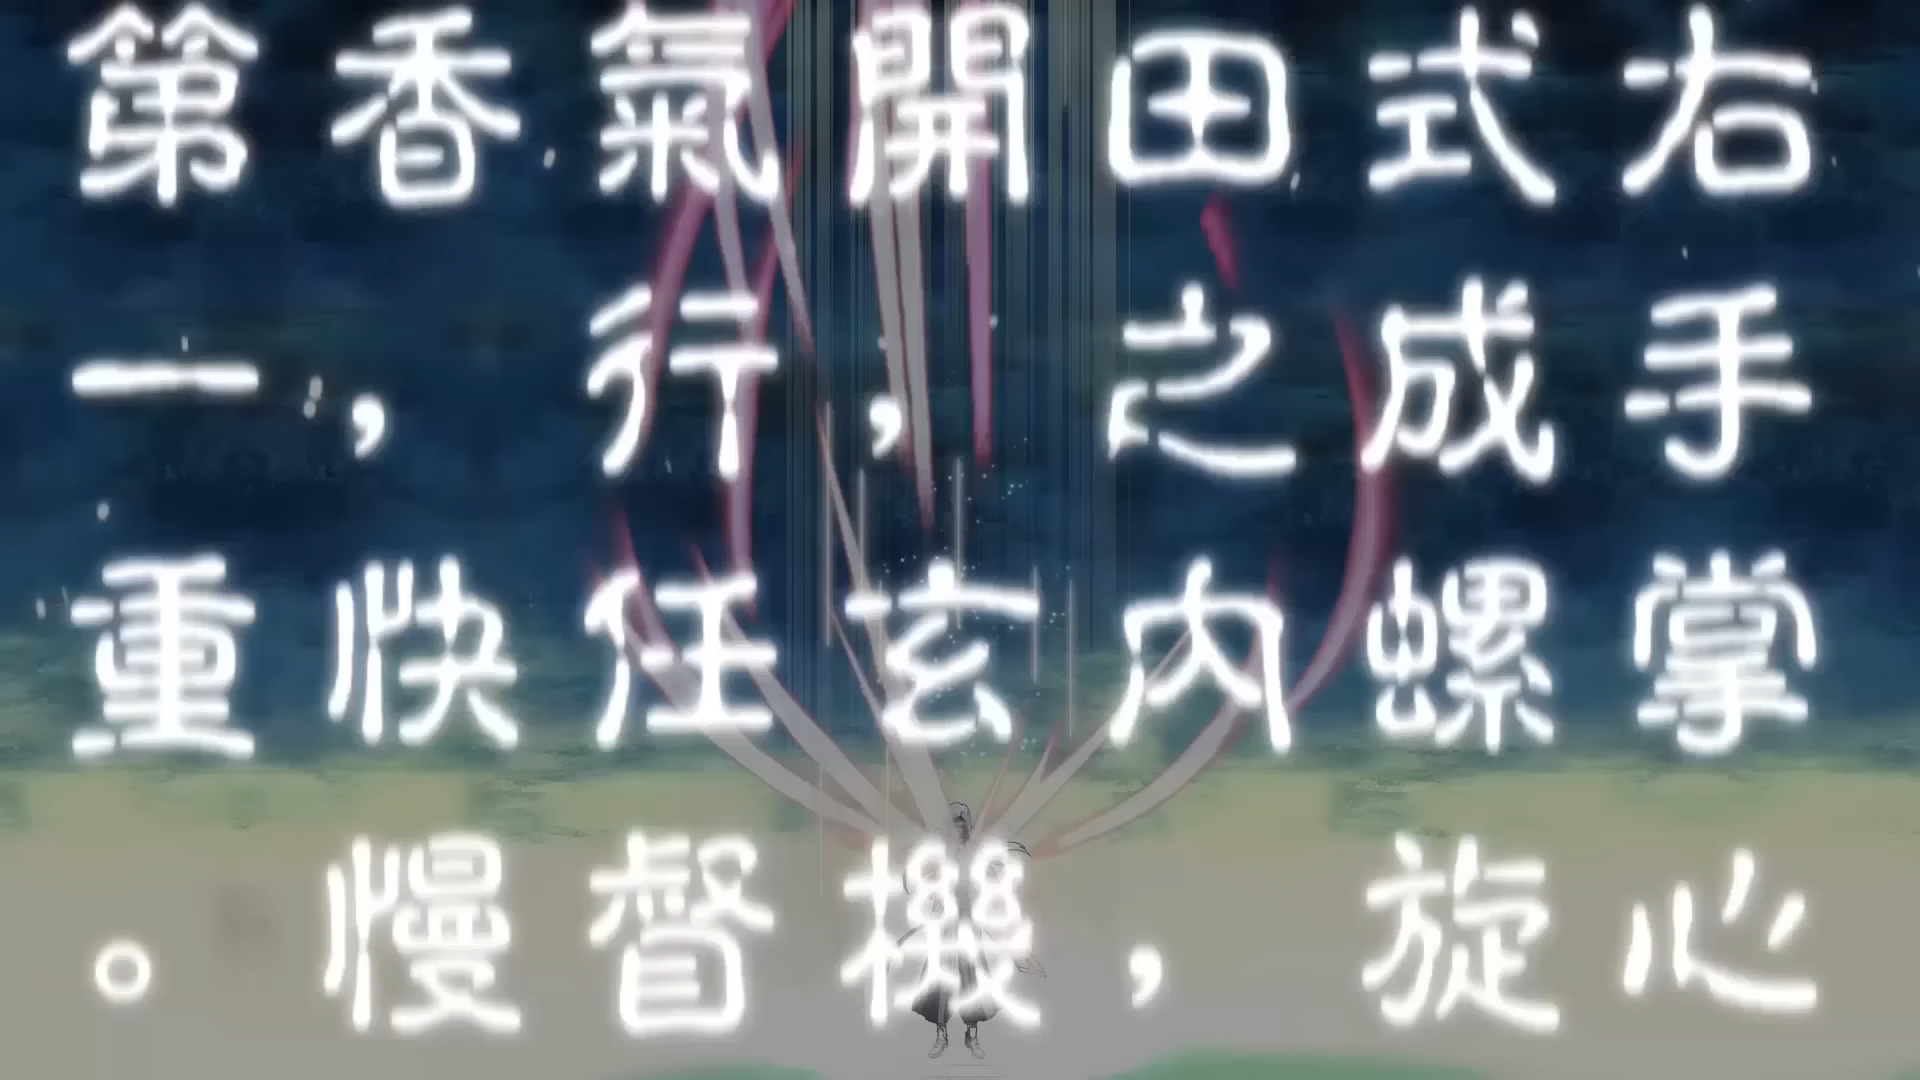 右手掌心
式成螺旋
田之內，
開，玄機
氣行任督
香，快慢
第一重。